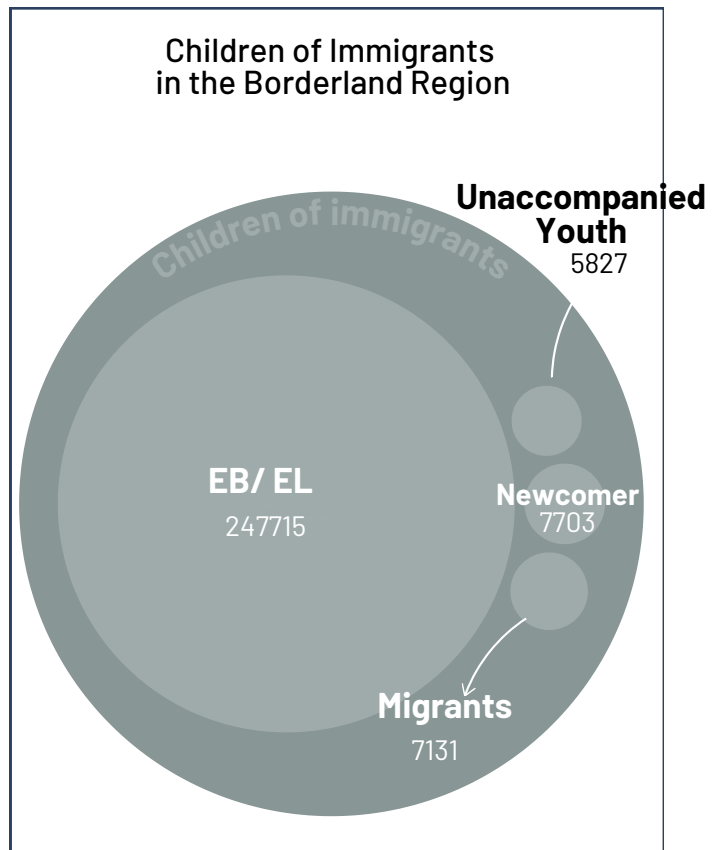 Children of Immigrants
in the Borderland Region
Unaccompanied
Youth
5827
Children of immigrants
EB/ EL
247715
Newcomer
7703
Migrants
7131